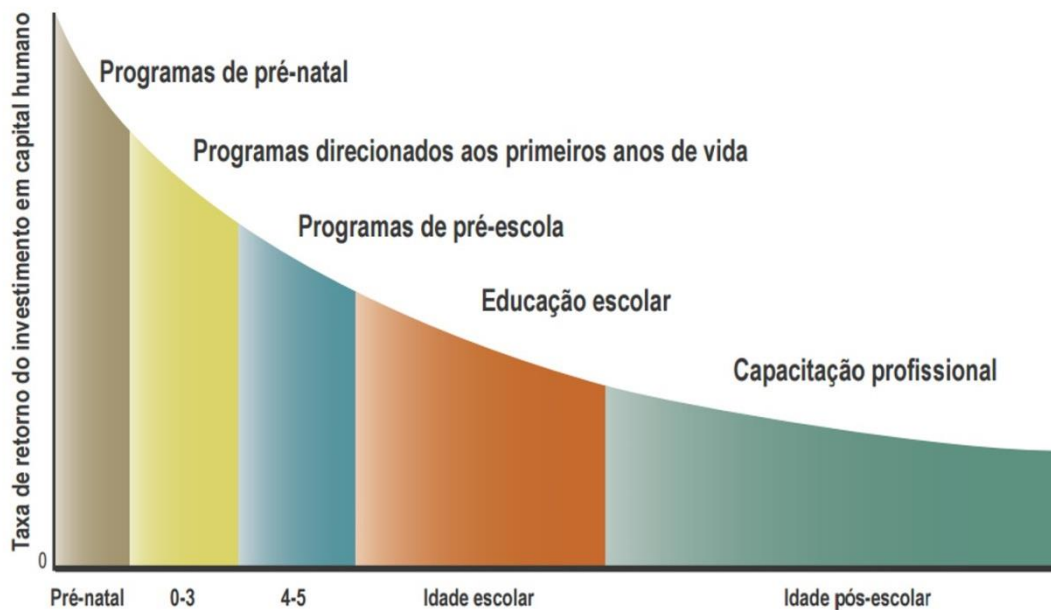 Taxa de retorno do investimento em capital humano
Programas de pré-natal
Programas direcionados aos primeiros anos de vida
Programas de pré-escola
Educação escolar
Capacitação profissional
0
Pré-natal
0-3
4-5
Idade escolar
Idade pós-escolar